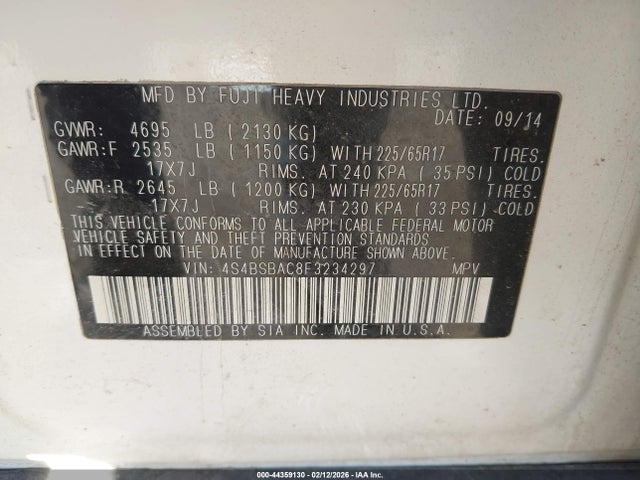 MFD BY FUJI HEAVY INDUSTRIES LTD.
DATE: 09/14
GVWR: 4695 LB (2130 KG)
GAWR:F 2535 LB (1150 KG) WITH 225/65R17 TIRES.
17X7J RIMS. AT 240 KPA (35 PSI) COLD
GAWR:R 2645 LB (1200 KG) WITH 225/65R17 TIRES.
-- 17X7J RIMS. AT 230 KPA (33 PSI) COLD
THIS VEHICLE CONFORMS TO ALL APPLICABLE FEDERAL MOTOR
VEHICLE SAFETY AND THEFT PREVENTION STANDARDS IN EFFECT
ON THE DATE OF MANUFACTURE SHOWN ABOVE.
VIN: 4S4BSBAC8F3234297 MPV
ASSEMBLED BY SIA INC. MADE IN U.S.A.
000-44359130 - 02/12/2026 - IAA Inc.